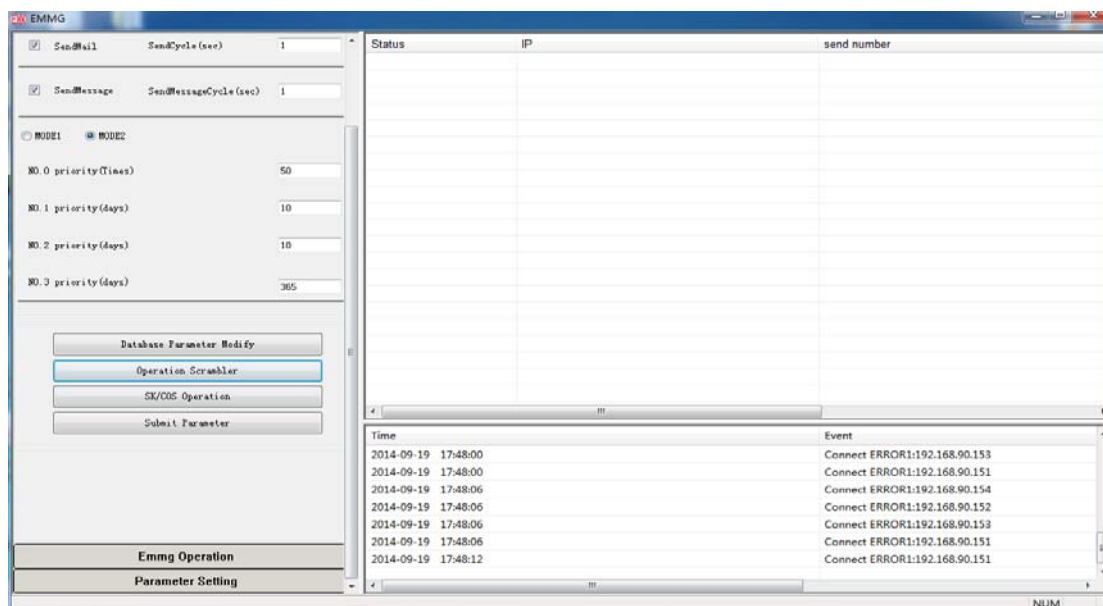 EMMG
SendMail SendCycle(sec) 1
SendMessage SendMessageCycle(sec) 1
MODE1 MODE2
NO.0 priority(Times) 50
NO.1 priority(days) 10
NO.2 priority(days) 10
NO.3 priority(days) 365
Database Parameter Modify
Operation Scrambler
SK/COS Operation
Submit Parameter
Emmg Operation
Parameter Setting
Status IP send number
Time Event
2014-09-19 17:48:00 Connect ERROR1:192.168.90.153
2014-09-19 17:48:00 Connect ERROR1:192.168.90.151
2014-09-19 17:48:06 Connect ERROR1:192.168.90.154
2014-09-19 17:48:06 Connect ERROR1:192.168.90.152
2014-09-19 17:48:06 Connect ERROR1:192.168.90.153
2014-09-19 17:48:06 Connect ERROR1:192.168.90.151
2014-09-19 17:48:12 Connect ERROR1:192.168.90.151
NUM